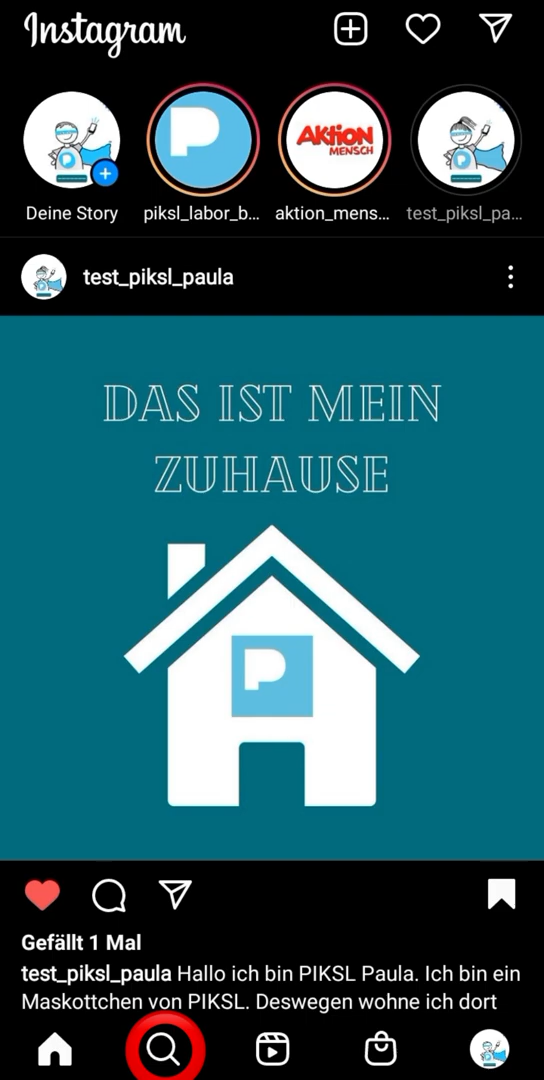 Instagram
Deine Story
piksl_labor_b...
aktion_mens...
test_piksl_pa...
AKTION
MENSCH
test_piksl_paula
DAS IST MEIN
ZUHAUSE
Gefällt 1 Mal
test_piksl_paula Hallo ich bin PIKSL Paula. Ich bin ein
Maskottchen von PIKSL. Deswegen wohne ich dort